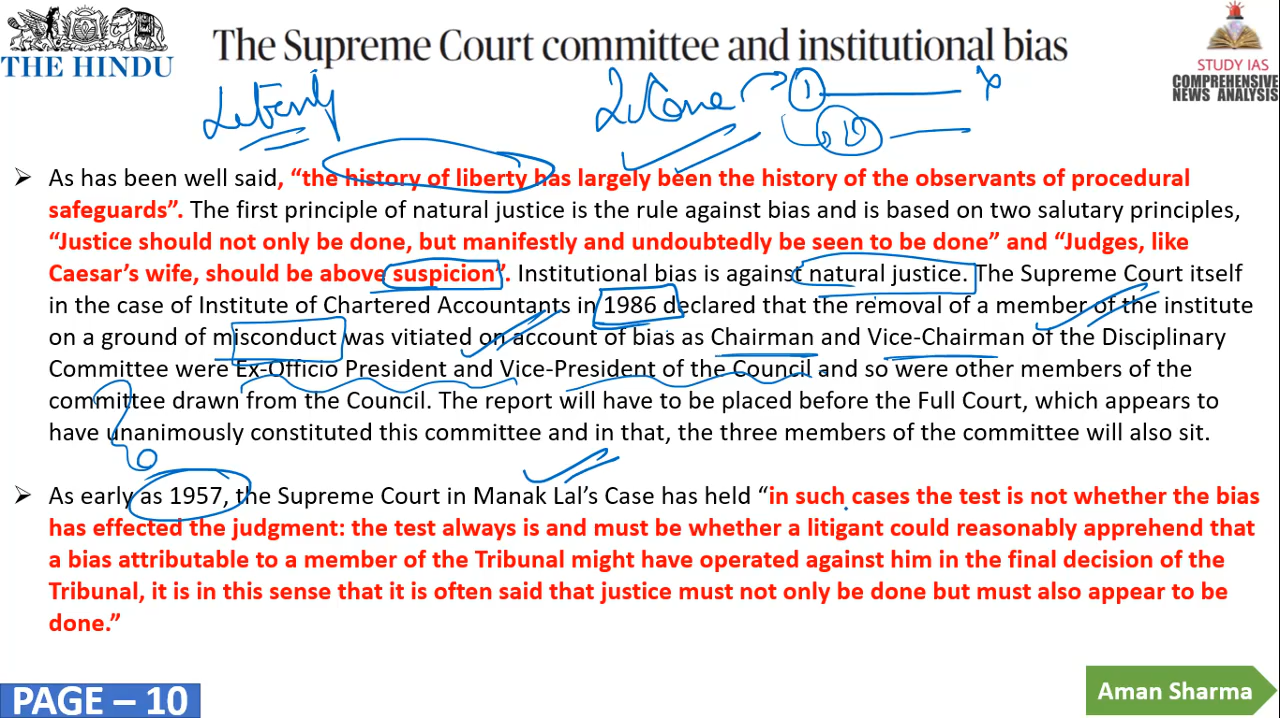 The Supreme Court committee and institutional bias
THE HINDU
STUDY IAS
COMPREHENSIVE
NEWS ANALYSIS
Liberty
1
➢ As has been well said, “the history of liberty has largely been the history of the observants of procedural
safeguards”. The first principle of natural justice is the rule against bias and is based on two salutary principles,
“Justice should not only be done, but manifestly and undoubtedly be seen to be done” and “Judges, like
Caesar’s wife, should be above suspicion”. Institutional bias is against natural justice. The Supreme Court itself
in the case of Institute of Chartered Accountants in 1986 declared that the removal of a member of the institute
on a ground of misconduct was vitiated on account of bias as Chairman and Vice-Chairman of the Disciplinary
Committee were Ex-Officio President and Vice-President of the Council and so were other members of the
committee drawn from the Council. The report will have to be placed before the Full Court, which appears to
have unanimously constituted this committee and in that, the three members of the committee will also sit.
➢ As early as 1957, the Supreme Court in Manak Lal’s Case has held “in such cases the test is not whether the bias
has effected the judgment: the test always is and must be whether a litigant could reasonably apprehend that
a bias attributable to a member of the Tribunal might have operated against him in the final decision of the
Tribunal, it is in this sense that it is often said that justice must not only be done but must also appear to be
done.”
PAGE – 10
Aman Sharma